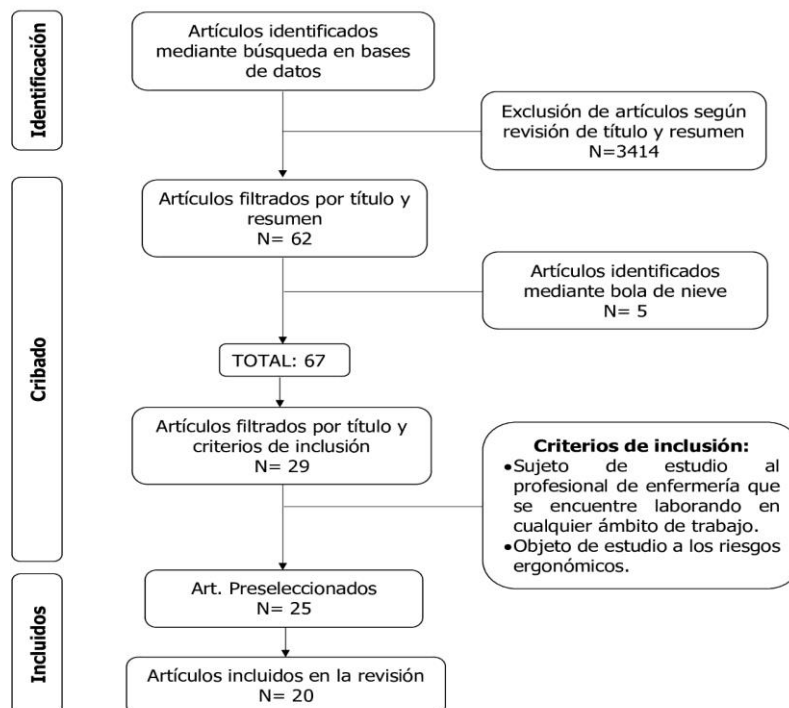 Identificación
Artículos identificados
mediante búsqueda en bases
de datos
Exclusión de artículos según
revisión de título y resumen
N=3414
Cribado
Artículos filtrados por título y
resumen
N= 62
Artículos identificados
mediante bola de nieve
N= 5
TOTAL: 67
Artículos filtrados por título y
criterios de inclusión
N= 29
Criterios de inclusión:
•Sujeto de estudio al
profesional de enfermería que
se encuentre laborando en
cualquier ámbito de trabajo.
•Objeto de estudio a los riesgos
ergonómicos.
Incluidos
Art. Preseleccionados
N= 25
Artículos incluidos en la revisión
N= 20